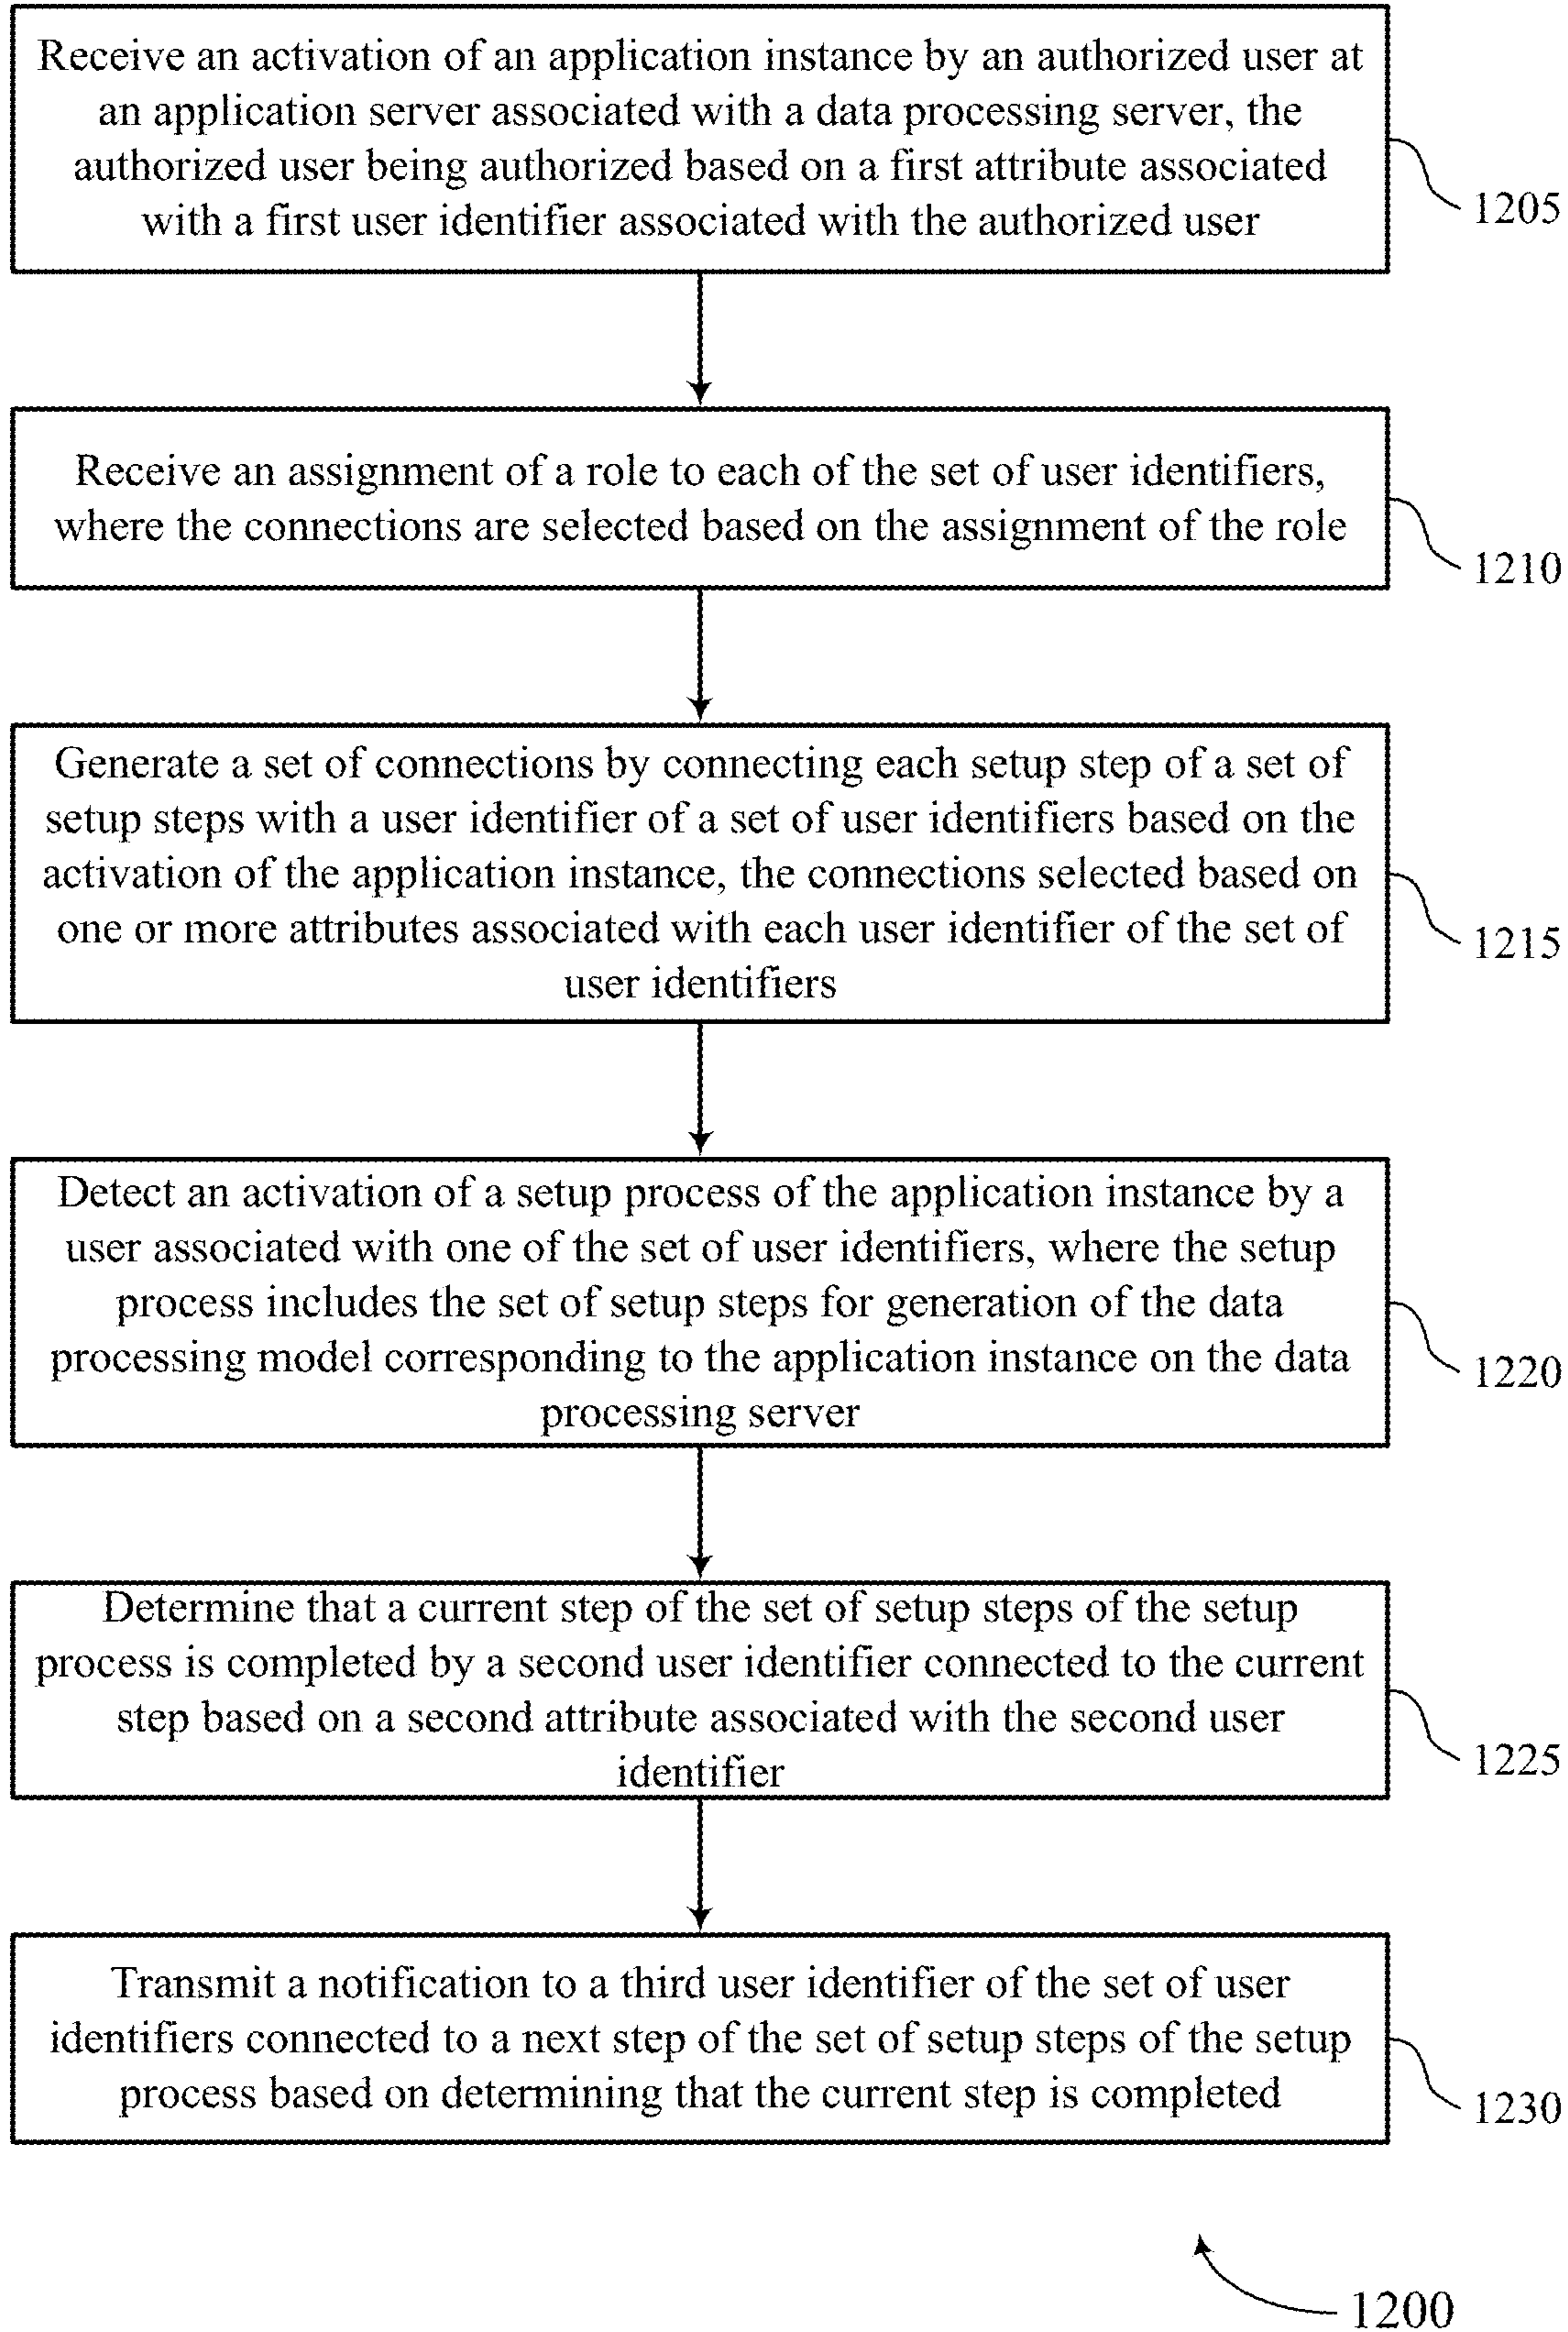 Receive an activation of an application instance by an authorized user at
an application server associated with a data processing server, the
authorized user being authorized based on a first attribute associated
with a first user identifier associated with the authorized user
1205
Receive an assignment of a role to each of the set of user identifiers,
where the connections are selected based on the assignment of the role
1210
Generate a set of connections by connecting each setup step of a set of
setup steps with a user identifier of a set of user identifiers based on the
activation of the application instance, the connections selected based on
one or more attributes associated with each user identifier of the set of
user identifiers
1215
Detect an activation of a setup process of the application instance by a
user associated with one of the set of user identifiers, where the setup
process includes the set of setup steps for generation of the data
processing model corresponding to the application instance on the data
processing server
1220
Determine that a current step of the set of setup steps of the setup
process is completed by a second user identifier connected to the current
step based on a second attribute associated with the second user
identifier
1225
Transmit a notification to a third user identifier of the set of user
identifiers connected to a next step of the set of setup steps of the setup
process based on determining that the current step is completed
1230
1200